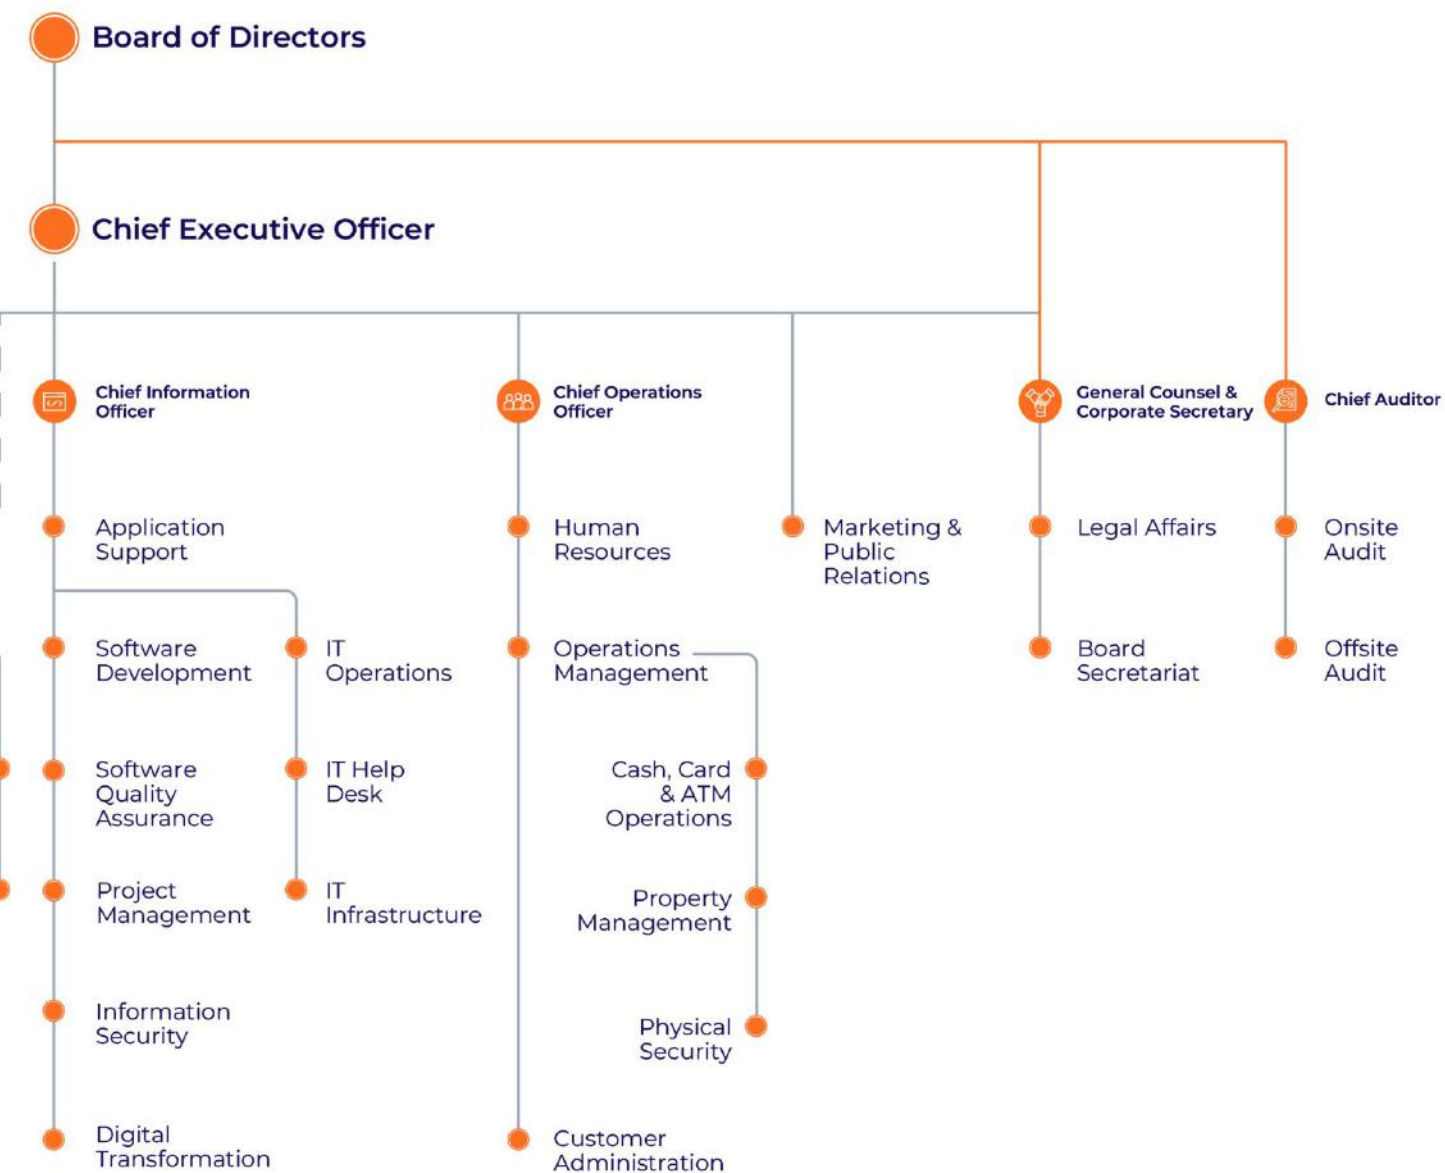 Board of Directors
Chief Executive Officer
Chief Information
Officer
Chief Operations
Officer
General Counsel &
Corporate Secretary
Chief Auditor
Application
Support
Human
Resources
Marketing &
Public
Relations
Legal Affairs
Onsite
Audit
Software
Development
IT
Operations
Operations
Management
Board
Secretariat
Offsite
Audit
Software
Quality
Assurance
IT Help
Desk
Cash, Card
& ATM
Operations
Project
Management
IT
Infrastructure
Property
Management
Information
Security
Physical
Security
Digital
Transformation
Customer
Administration